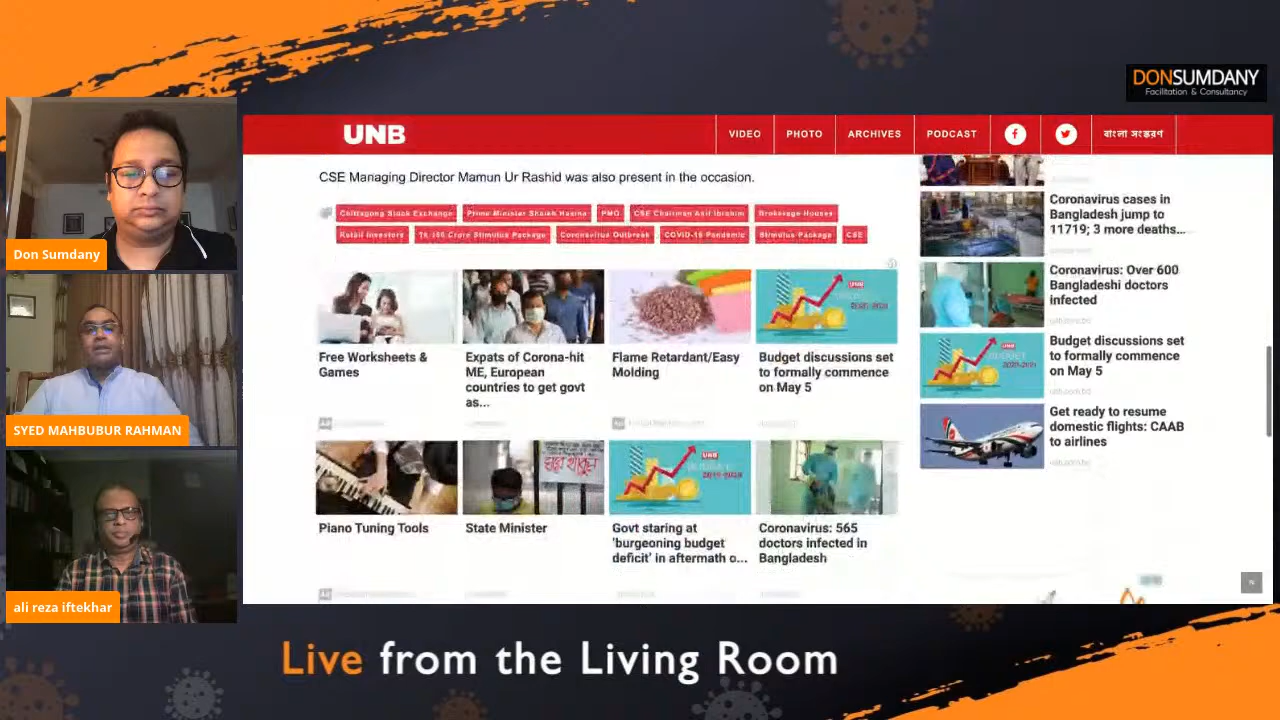 DONSUMDANY
Facilitation & Consultancy
UNB
VIDEO
PHOTO
ARCHIVES
PODCAST
বাংলা সংস্করণ
CSE Managing Director Mamun Ur Rashid was also present in the occasion.
Chittagong Stock Exchange
Prime Minister Sheikh Hasina
PMO
CSE Chairman Asif Ibrahim
Brokerage Houses
Retail Investors
Stimulus Package
Coronavirus Outbreak
COVID-19 Pandemic
Stimulus Package
CSE
Free Worksheets &
Games
Expats of Corona-hit
ME, European
countries to get govt
as...
Flame Retardant/Easy
Molding
UNB
Budget discussions set
to formally commence
on May 5
Piano Tuning Tools
State Minister
UNB
Govt staring at
'burgeoning budget
deficit' in aftermath o...
Coronavirus: 565
doctors infected in
Bangladesh
Coronavirus cases in
Bangladesh jump to
11719; 3 more deaths...
Coronavirus: Over 600
Bangladeshi doctors
infected
UNB
Budget discussions set
to formally commence
on May 5
Get ready to resume
domestic flights: CAAB
to airlines
Don Sumdany
SYED MAHBUBUR RAHMAN
ali reza iftekhar
Live from the Living Room